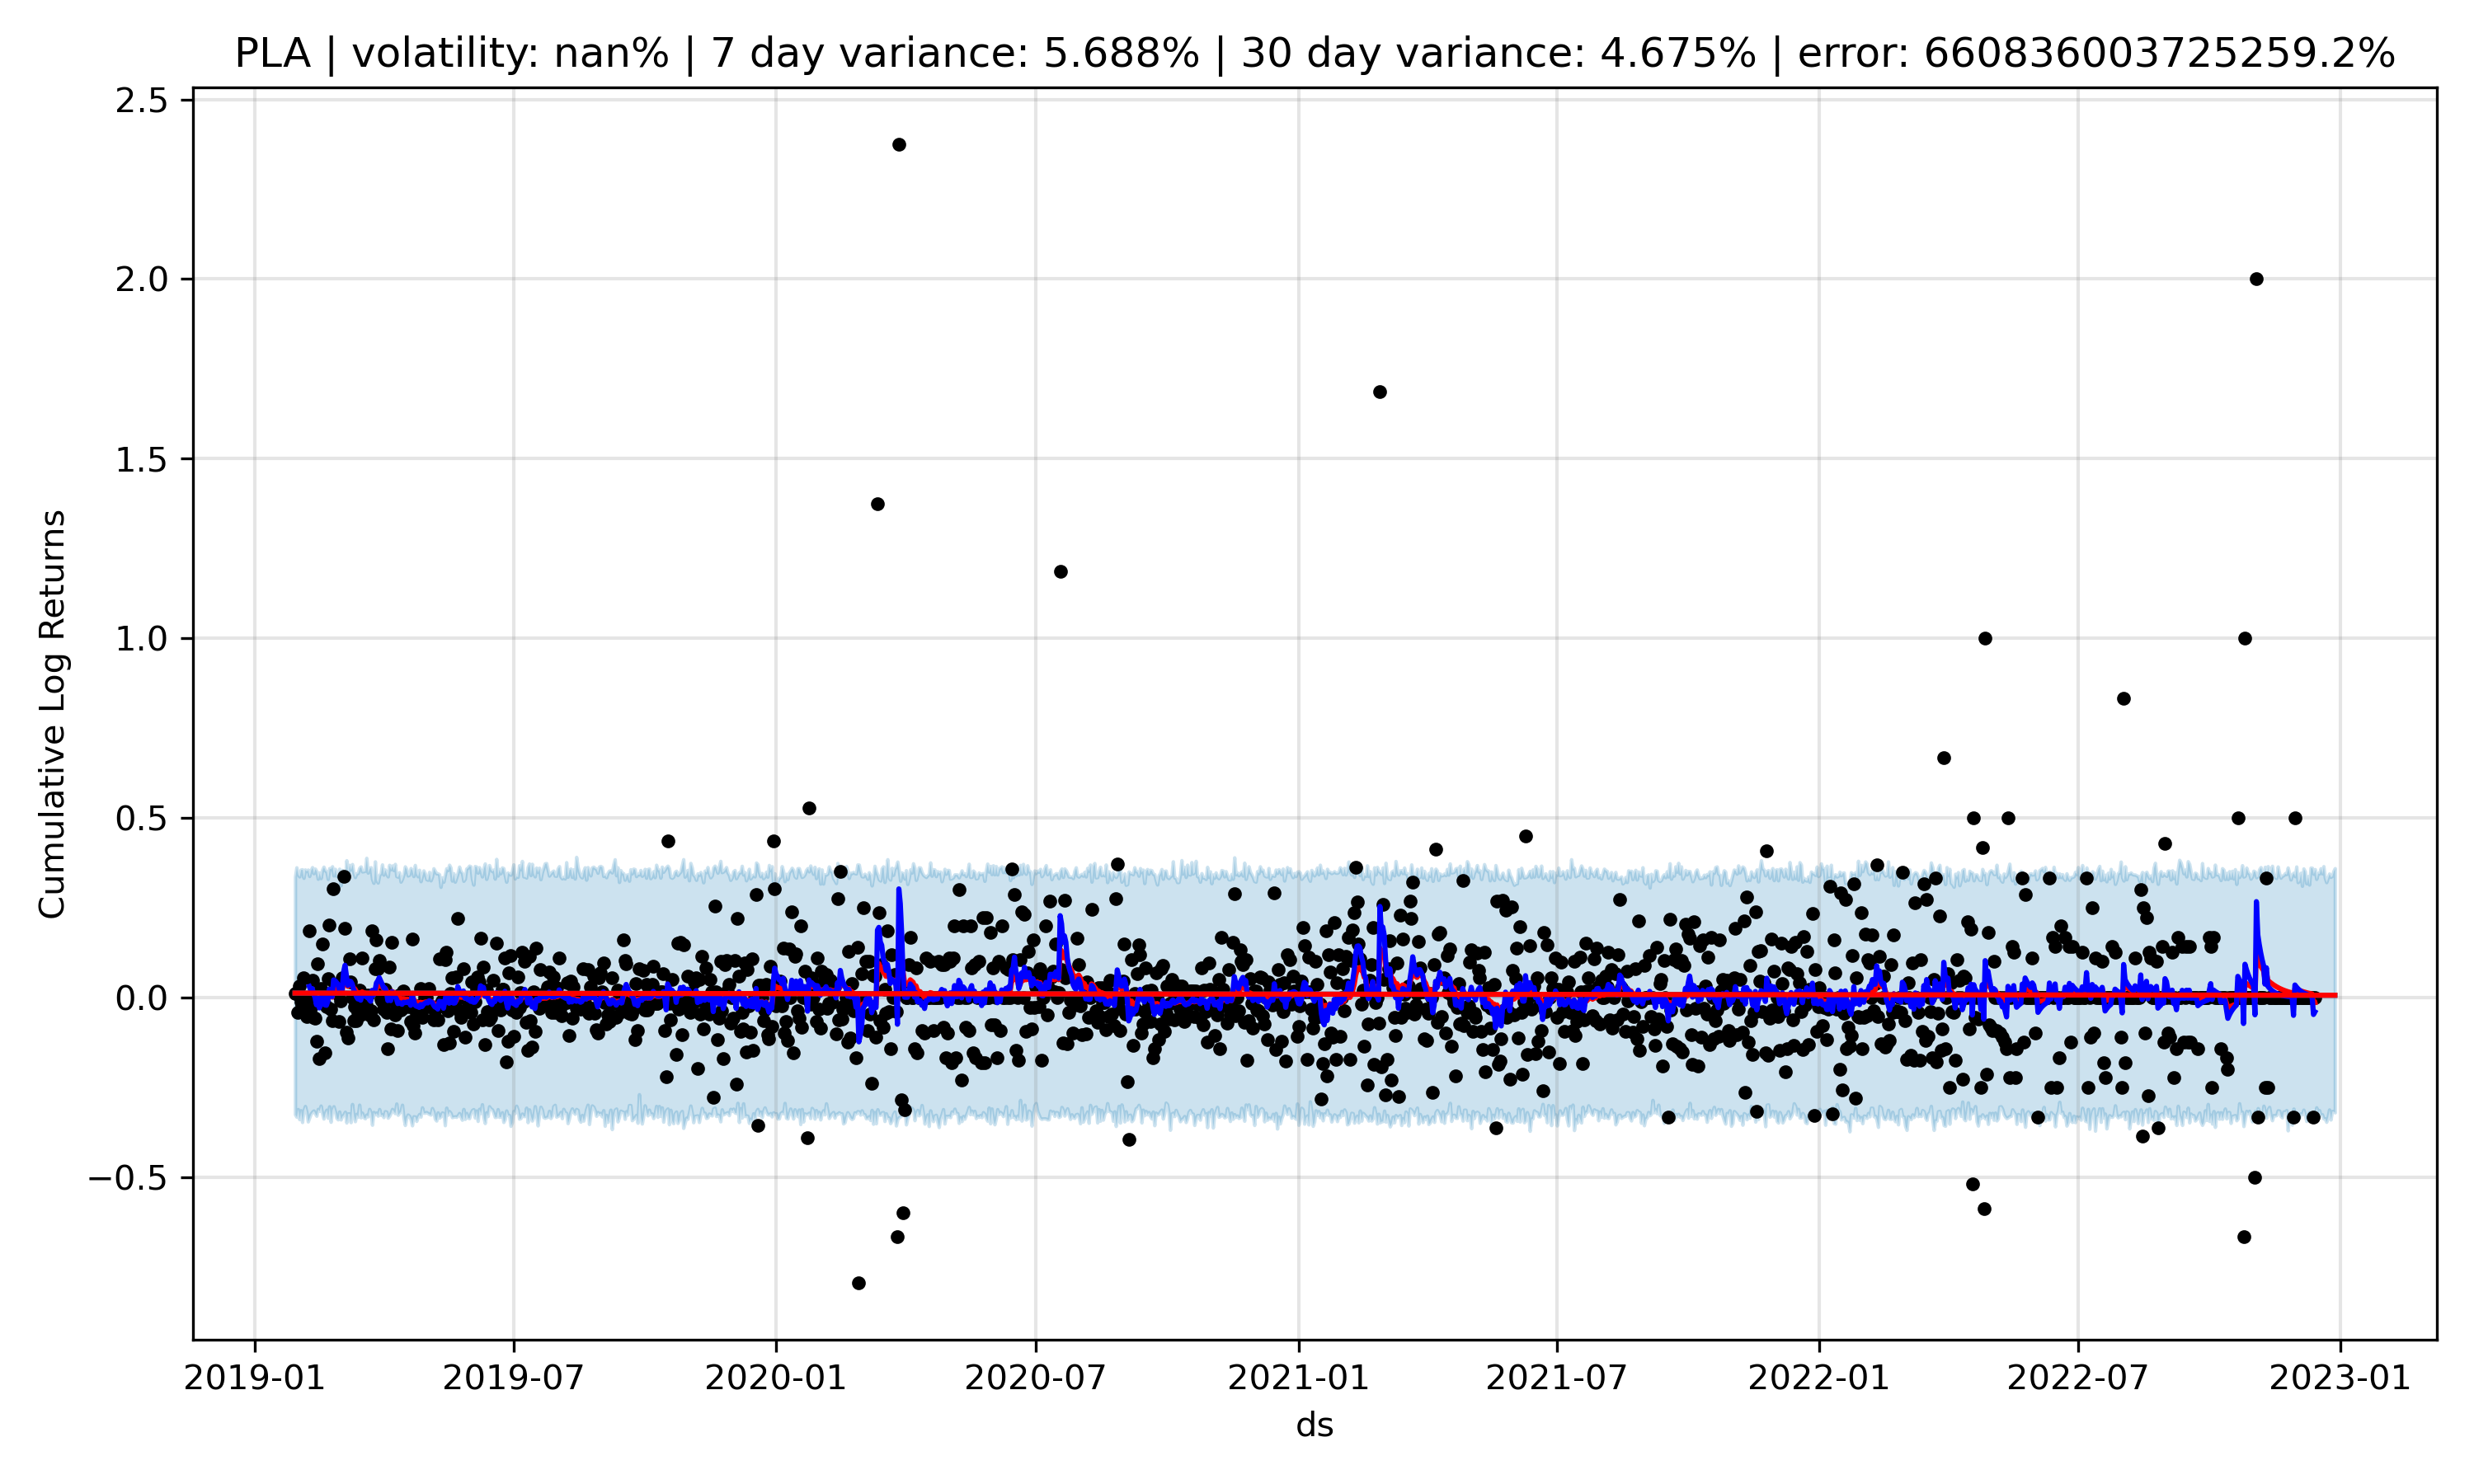 PLA | volatility: nan% | 7 day variance: 5.688% | 30 day variance: 4.675% | error: 660836003725259.2%
2.5
2.0
1.5
1.0
0.5
0.0
−0.5
Cumulative Log Returns
2019-01 2019-07 2020-01 2020-07 2021-01 2021-07 2022-01 2022-07 2023-01
ds